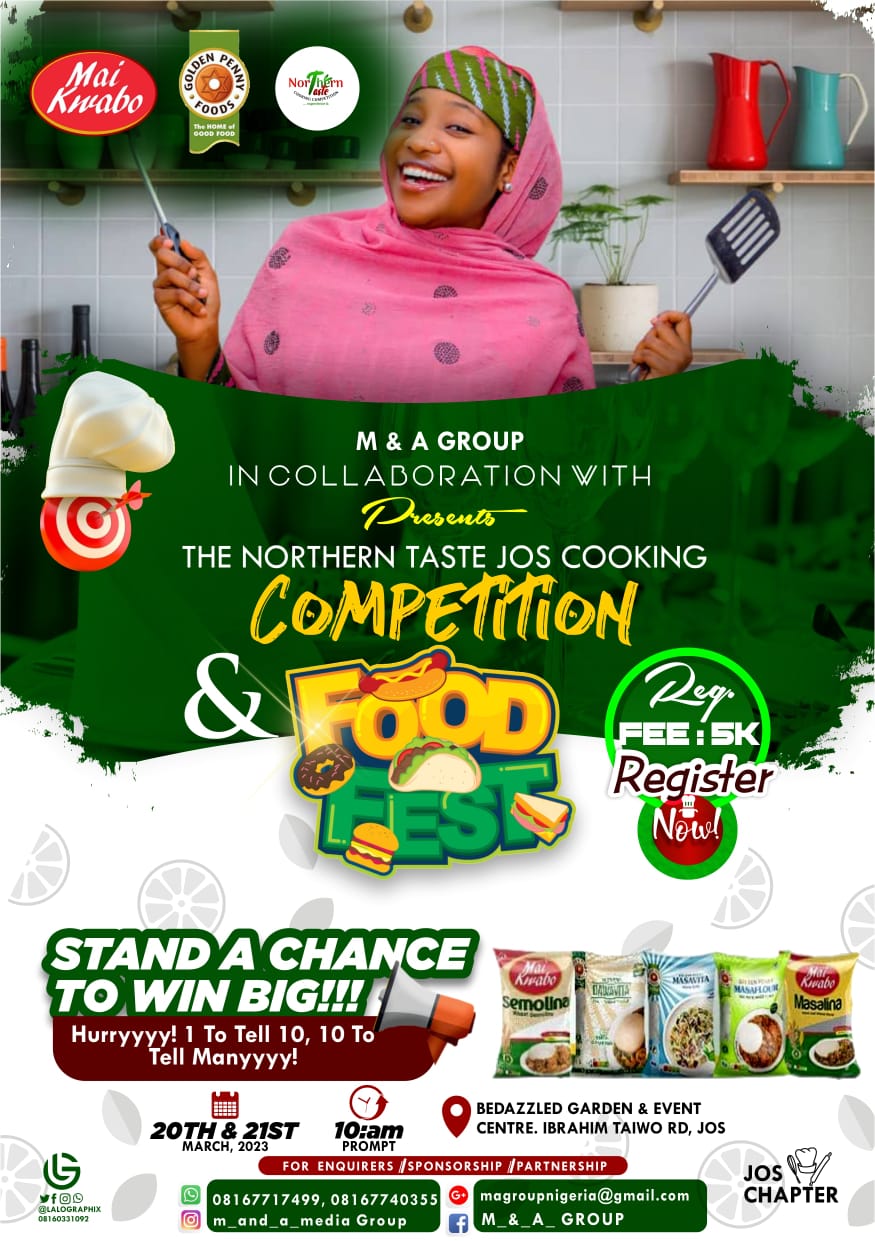 Mai
Kwabo
GOLDEN PENNY
FOODS
The HOME of
GOOD FOOD
Northern
Taste
COOKING COMPETITION
M & A GROUP
IN COLLABORATION WITH
Presents
THE NORTHERN TASTE JOS COOKING
COMPETITION
&
FOOD
FEST
Reg.
FEE : 5K
Register
Now!
STAND A CHANCE
TO WIN BIG!!!
Hurryyyy! 1 To Tell 10, 10 To
Tell Manyyyy!
Mai
Kwabo
Semolina
MASAVITA
GOLDEN PENNY
MASAFLOUR
Mai
Kwabo
Masalina
20TH & 21ST
MARCH, 2023
10:am
PROMPT
BEDAZZLED GARDEN & EVENT
CENTRE. IBRAHIM TAIWO RD, JOS
FOR ENQUIRERS //SPONSORSHIP //PARTNERSHIP
08167717499, 08167740355
m_and_a_media Group
magroupnigeria@gmail.com
M_&_A_ GROUP
@LALOGRAPHIX
08160331092
JOS
CHAPTER